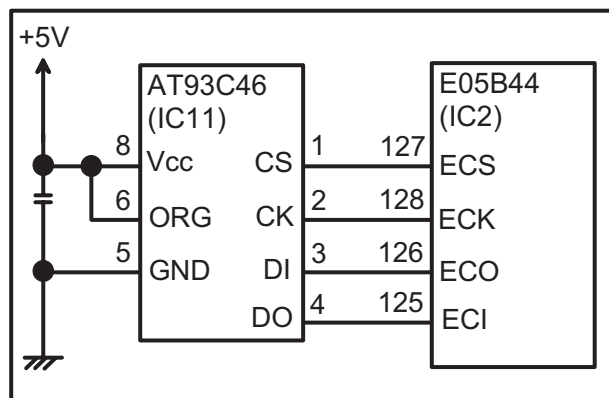 +5V
AT93C46
(IC11)
E05B44
(IC2)
8 Vcc CS 1 127 ECS
6 ORG CK 2 128 ECK
5 GND DI 3 126 ECO
DO 4 125 ECI